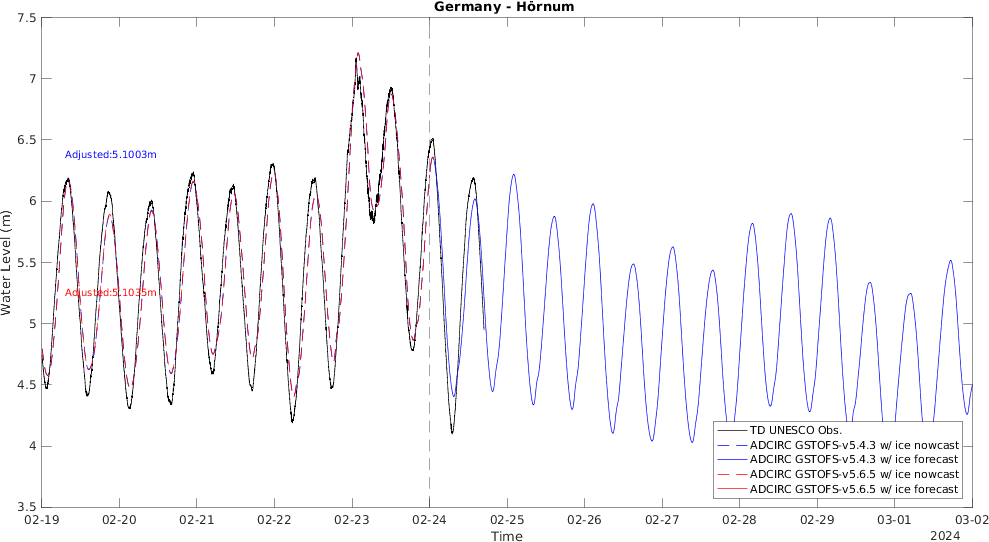 Germany - Hörnum
7.5
7
6.5
6
5.5
5
4.5
4
3.5
Water Level (m)
Adjusted:5.1003m
Adjusted:5.1035m
TD UNESCO Obs.
ADCIRC GSTOFS-v5.4.3 w/ ice nowcast
ADCIRC GSTOFS-v5.4.3 w/ ice forecast
ADCIRC GSTOFS-v5.6.5 w/ ice nowcast
ADCIRC GSTOFS-v5.6.5 w/ ice forecast
02-19 02-20 02-21 02-22 02-23 02-24 02-25 02-26 02-27 02-28 02-29 03-01 03-02
Time
2024